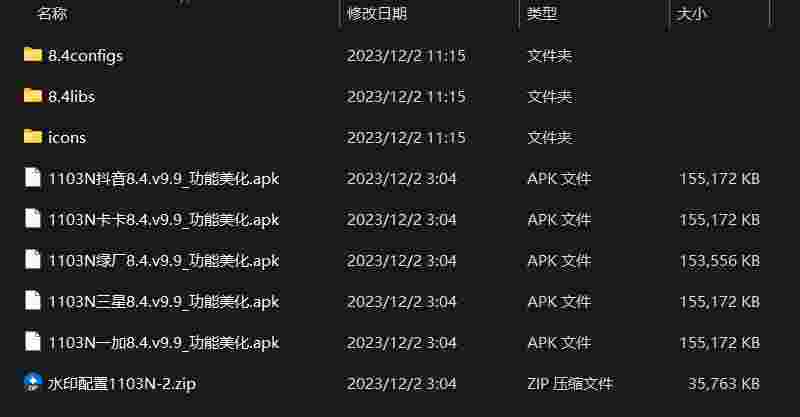 名称 修改日期 类型 大小
8.4configs 2023/12/2 11:15 文件夹
8.4libs 2023/12/2 11:15 文件夹
icons 2023/12/2 11:15 文件夹
1103N抖音8.4.v9.9_功能美化.apk 2023/12/2 3:04 APK 文件 155,172 KB
1103N卡卡8.4.v9.9_功能美化.apk 2023/12/2 3:04 APK 文件 155,172 KB
1103N绿厂8.4.v9.9_功能美化.apk 2023/12/2 3:04 APK 文件 153,556 KB
1103N三星8.4.v9.9_功能美化.apk 2023/12/2 3:04 APK 文件 155,172 KB
1103N一加8.4.v9.9_功能美化.apk 2023/12/2 3:04 APK 文件 155,172 KB
水印配置1103N-2.zip 2023/12/2 3:04 ZIP 压缩文件 35,763 KB